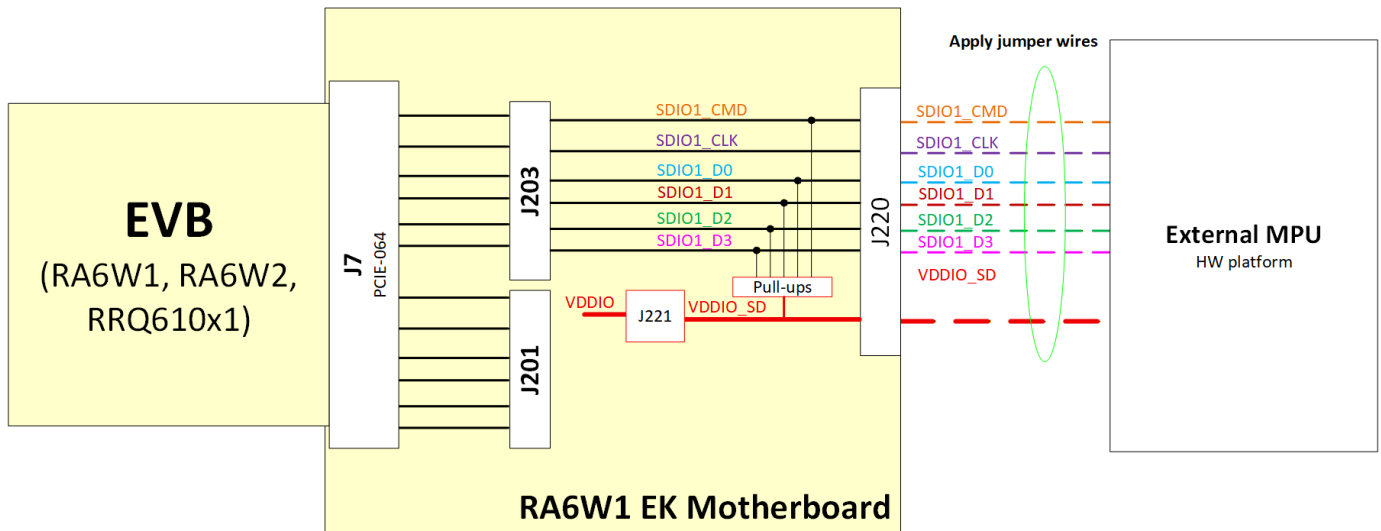 EVB
(RA6W1, RA6W2,
RRQ610x1)
J7
PCIE-064
J203
J201
SDIO1_CMD
SDIO1_CLK
SDIO1_D0
SDIO1_D1
SDIO1_D2
SDIO1_D3
Pull-ups
VDDIO
J221
VDDIO_SD
J220
RA6W1 EK Motherboard
Apply jumper wires
SDIO1_CMD
SDIO1_CLK
SDIO1_D0
SDIO1_D1
SDIO1_D2
SDIO1_D3
VDDIO_SD
External MPU
HW platform